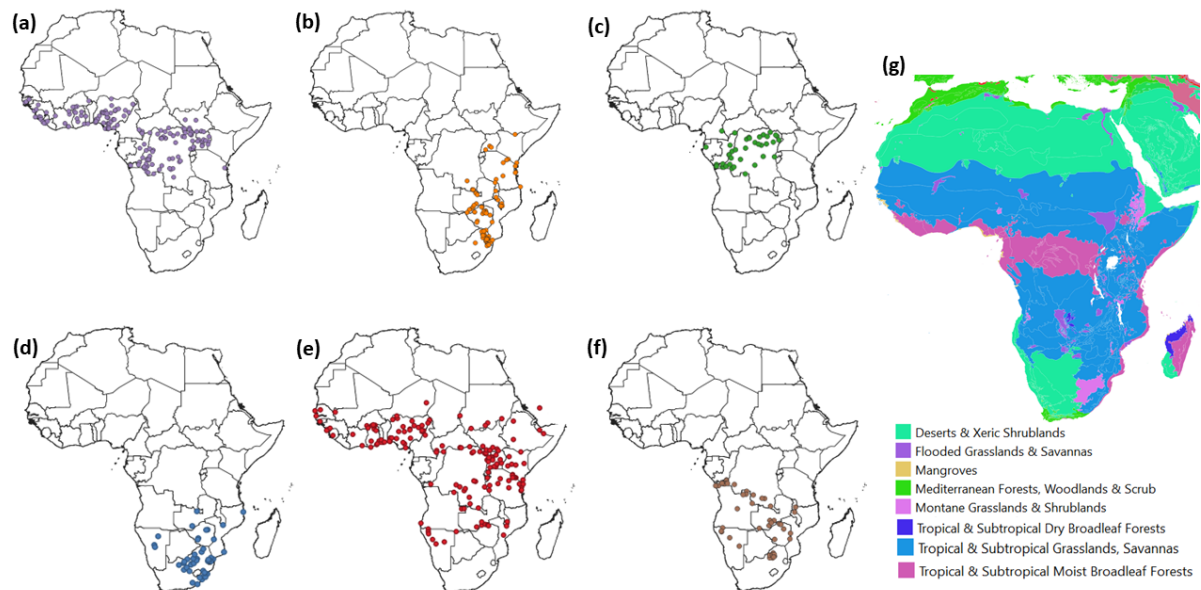 (a)
(b)
(c)
(g)
(d)
(e)
(f)
Deserts & Xeric Shrublands
Flooded Grasslands & Savannas
Mangroves
Mediterranean Forests, Woodlands & Scrub
Montane Grasslands & Shrublands
Tropical & Subtropical Dry Broadleaf Forests
Tropical & Subtropical Grasslands, Savannas
Tropical & Subtropical Moist Broadleaf Forests